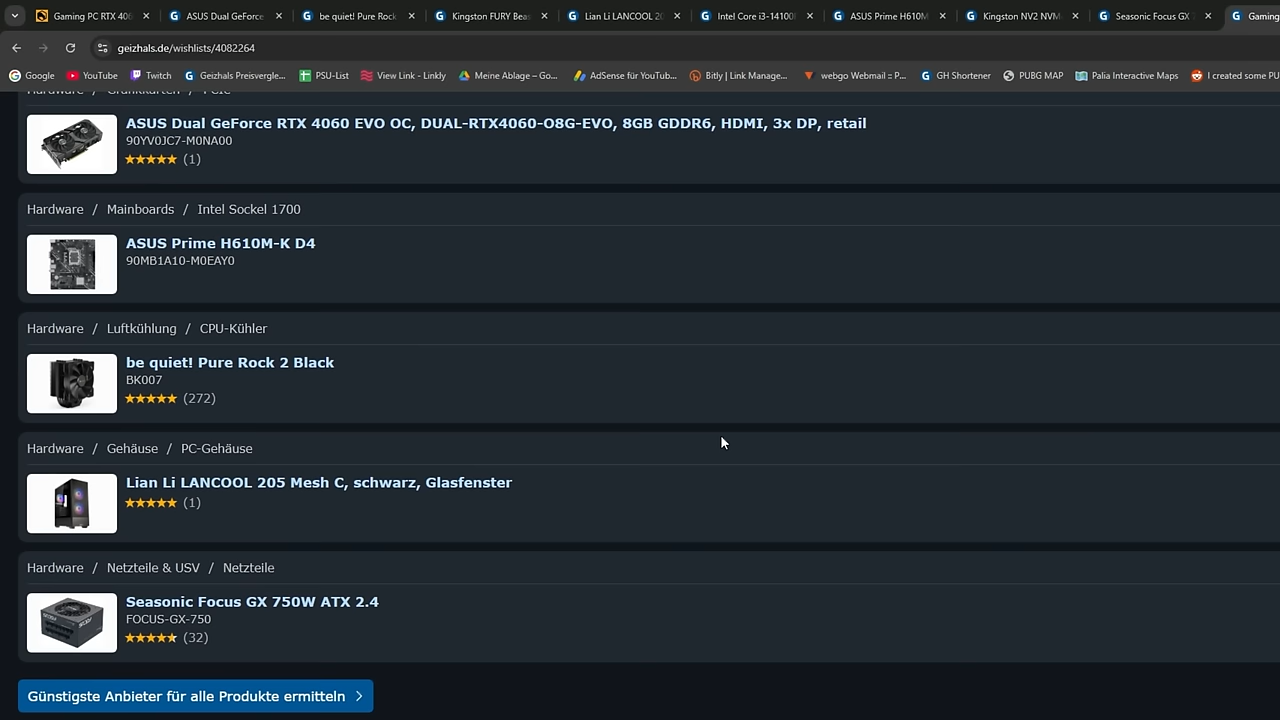 Gaming PC RTX 406
ASUS Dual GeForce
be quiet! Pure Rock
Kingston FURY Beas
Lian Li LANCOOL 20
Intel Core i3-14100
ASUS Prime H610M
Kingston NV2 NVM
Seasonic Focus GX
Gaming
geizhals.de/wishlists/4082264
Google
YouTube
Twitch
Geizhals Preisvergle...
PSU-List
View Link - Linkly
Meine Ablage – Go...
AdSense für YouTub...
Bitly | Link Manage...
webgo Webmail :: P...
GH Shortener
PUBG MAP
Palia Interactive Maps
I created some PU
Hardware / Grafikkarten / PCIe
ASUS Dual GeForce RTX 4060 EVO OC, DUAL-RTX4060-O8G-EVO, 8GB GDDR6, HDMI, 3x DP, retail
90YV0JC7-M0NA00
(1)
Hardware / Mainboards / Intel Sockel 1700
ASUS Prime H610M-K D4
90MB1A10-M0EAY0
Hardware / Luftkühlung / CPU-Kühler
be quiet! Pure Rock 2 Black
BK007
(272)
Hardware / Gehäuse / PC-Gehäuse
Lian Li LANCOOL 205 Mesh C, schwarz, Glasfenster
(1)
Hardware / Netzteile & USV / Netzteile
Seasonic Focus GX 750W ATX 2.4
FOCUS-GX-750
(32)
Günstigste Anbieter für alle Produkte ermitteln